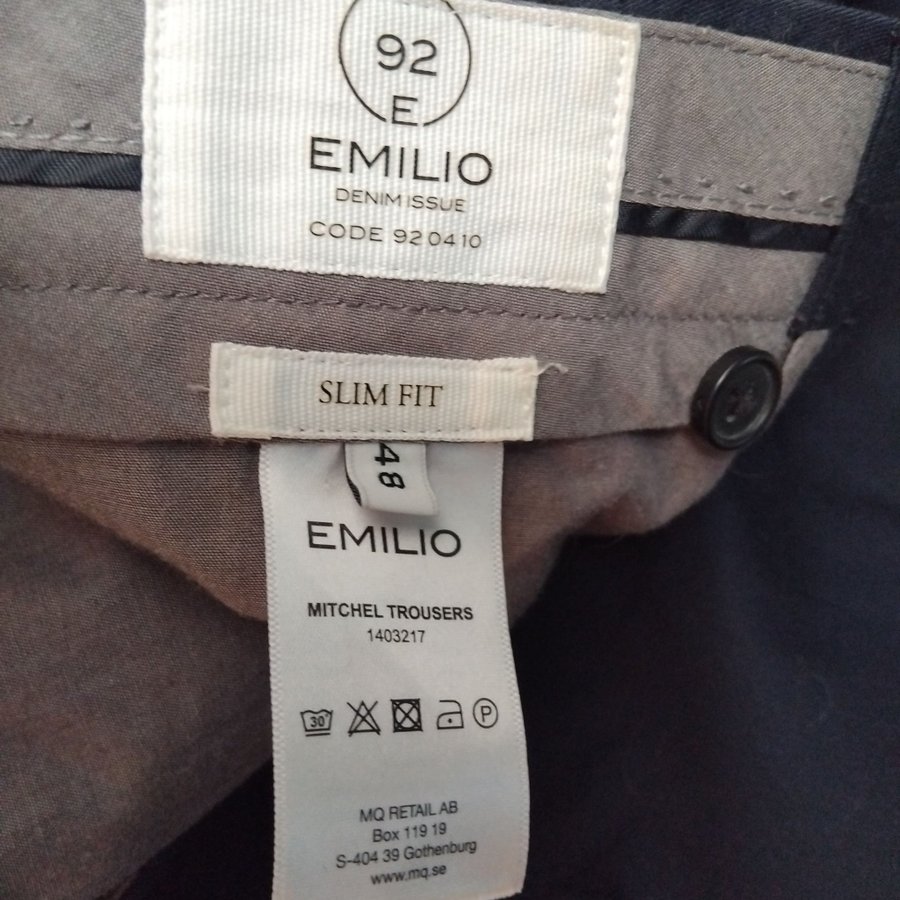 92
E
EMILIO
DENIM ISSUE
CODE 92 04 10
SLIM FIT
48
EMILIO
MITCHEL TROUSERS
1403217
30
P
MQ RETAIL AB
Box 119 19
S-404 39 Gothenburg
www.mq.se